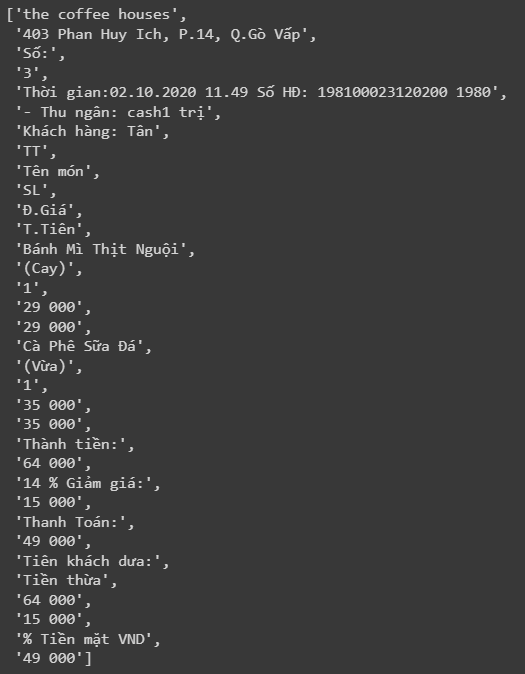 ['the coffee houses',
'403 Phan Huy Ich, P.14, Q.Gò Vấp',
'Số:',
'3',
'Thời gian:02.10.2020 11.49 Số HĐ: 198100023120200 1980',
'- Thu ngân: cash1 trị',
'Khách hàng: Tân',
'TT',
'Tên món',
'SL',
'Đ.Giá',
'T.Tiên',
'Bánh Mì Thịt Nguội',
'(Cay)',
'1',
'29 000',
'29 000',
'Cà Phê Sữa Đá',
'(Vừa)',
'1',
'35 000',
'35 000',
'Thành tiền:',
'64 000',
'14 % Giảm giá:',
'15 000',
'Thanh Toán:',
'49 000',
'Tiên khách dưa:',
'Tiền thừa',
'64 000',
'15 000',
'% Tiền mặt VND',
'49 000']